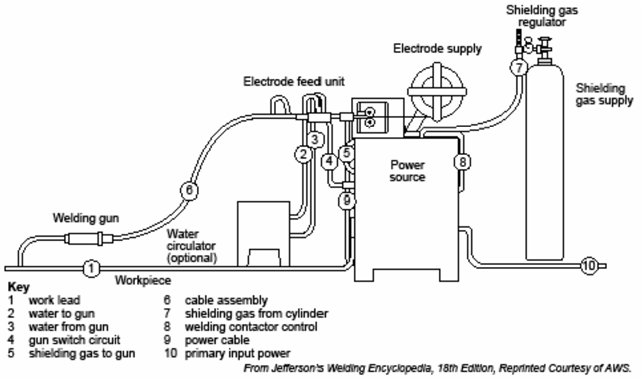 Shielding gas
regulator
Electrode supply
Electrode feed unit
7
Shielding
gas supply
3
2
5
4
Power
source
8
6
9
Welding gun
Water
circulator
(optional)
1
Workpiece
10
Key
1 work lead
2 water to gun
3 water from gun
4 gun switch circuit
5 shielding gas to gun
6 cable assembly
7 shielding gas from cylinder
8 welding contactor control
9 power cable
10 primary input power
From Jefferson's Welding Encyclopedia, 18th Edition, Reprinted Courtesy of AWS.